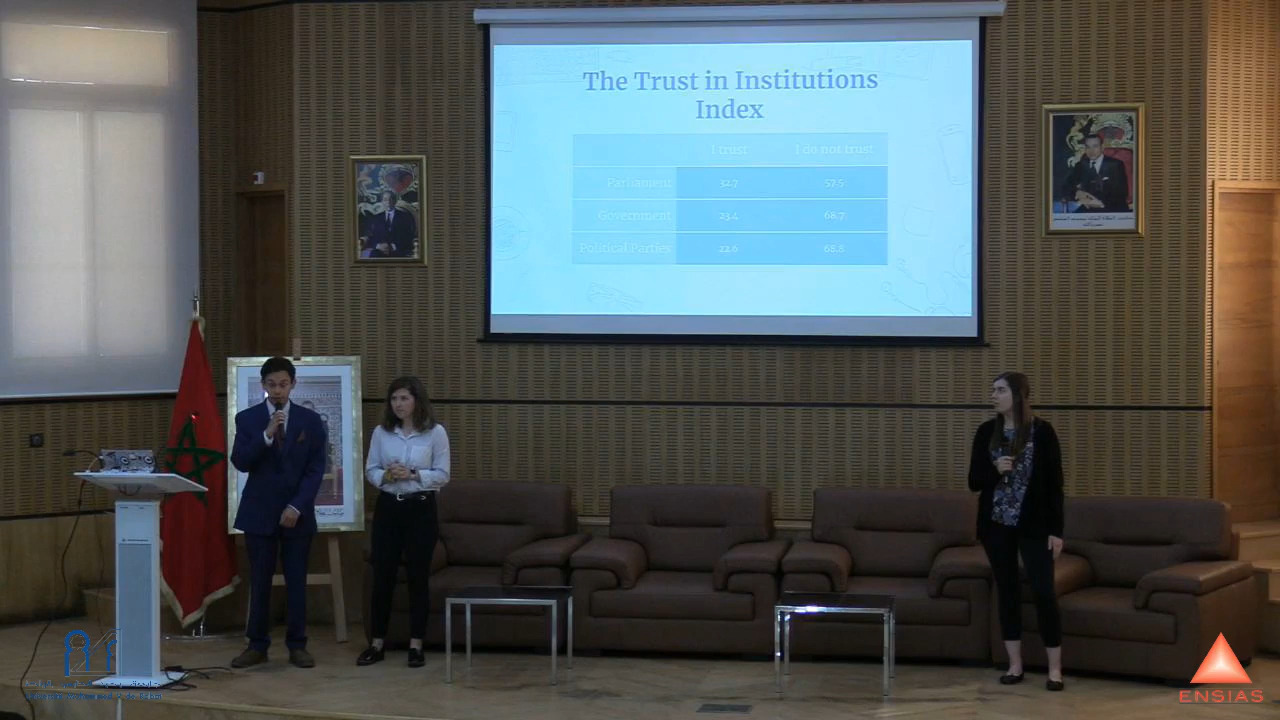 The Trust in Institutions
Index
I trust I do not trust
Parliament 32.7 57.5
Government 23.4 68.7
Political Parties 22.6 68.8
ENSIAS